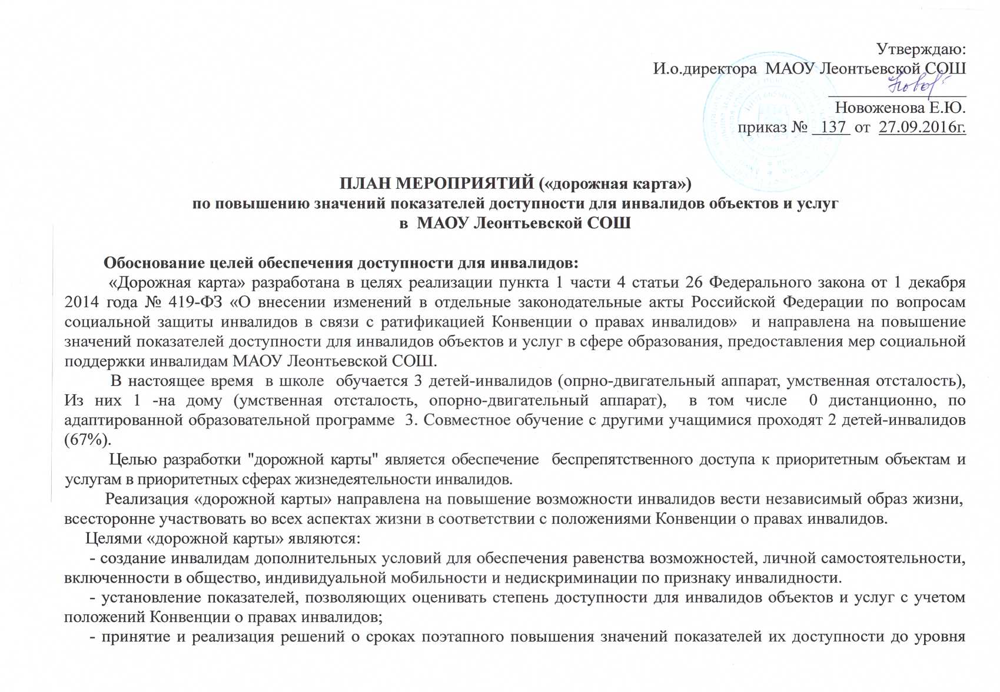 Утверждаю:
И.о.директора  МАОУ Леонтьевской СОШ
Новоженова Е.Ю.
приказ № 137 от 27.09.2016г.
ПЛАН МЕРОПРИЯТИЙ («дорожная карта»)
по повышению значений показателей доступности для инвалидов объектов и услуг
в  МАОУ Леонтьевской СОШ
Обоснование целей обеспечения доступности для инвалидов:
«Дорожная карта» разработана в целях реализации пункта 1 части 4 статьи 26 Федерального закона от 1 декабря
2014 года № 419-ФЗ «О внесении изменений в отдельные законодательные акты Российской Федерации по вопросам
социальной защиты инвалидов в связи с ратификацией Конвенции о правах инвалидов»  и направлена на повышение
значений показателей доступности для инвалидов объектов и услуг в сфере образования, предоставления мер социальной
поддержки инвалидам МАОУ Леонтьевской СОШ.
В настоящее время  в школе  обучается 3 детей-инвалидов (опрно-двигательный аппарат, умственная отсталость),
Из них 1 -на дому (умственная отсталость, опорно-двигательный аппарат),  в том числе  0 дистанционно, по
адаптированной образовательной программе  3. Совместное обучение с другими учащимися проходят 2 детей-инвалидов
(67%).
Целью разработки "дорожной карты" является обеспечение  беспрепятственного доступа к приоритетным объектам и
услугам в приоритетных сферах жизнедеятельности инвалидов.
Реализация «дорожной карты» направлена на повышение возможности инвалидов вести независимый образ жизни,
всесторонне участвовать во всех аспектах жизни в соответствии с положениями Конвенции о правах инвалидов.
Целями «дорожной карты» являются:
- создание инвалидам дополнительных условий для обеспечения равенства возможностей, личной самостоятельности,
включенности в общество, индивидуальной мобильности и недискриминации по признаку инвалидности.
- установление показателей, позволяющих оценивать степень доступности для инвалидов объектов и услуг с учетом
положений Конвенции о правах инвалидов;
- принятие и реализация решений о сроках поэтапного повышения значений показателей их доступности до уровня